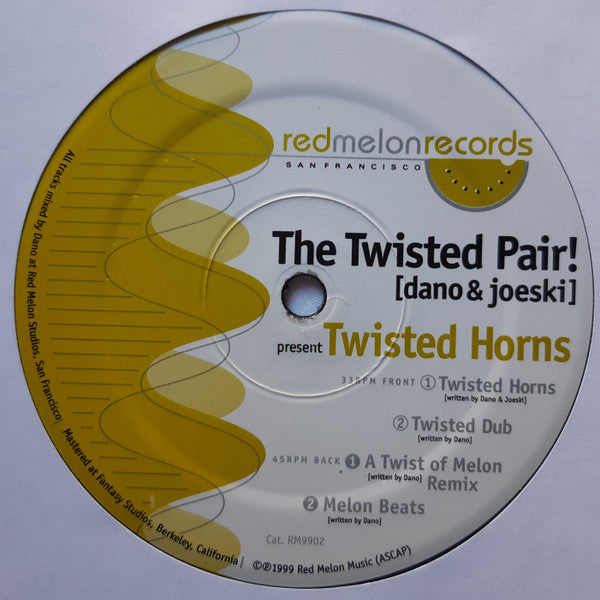 redmelonrecords
SAN FRANCISCO
The Twisted Pair!
[dano & joeski]
present Twisted Horns
33RPM FRONT ① Twisted Horns
[written by Dano & Joeski]
② Twisted Dub
[written by Dano]
45RPM BACK ❶ A Twist of Melon
[written by Dano] Remix
❷ Melon Beats
[written by Dano]
Cat. RM9902
All tracks mixed by Dano at Red Melon Studios, San Francisco| Mastered at Fantasy Studios, Berkeley, California| ©℗1999 Red Melon Music (ASCAP)